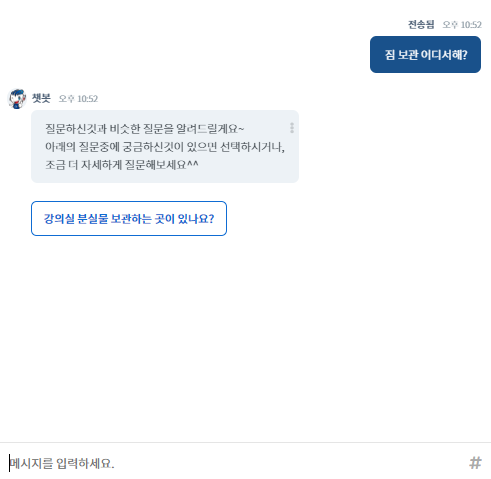 전송됨 오후 10:52
짐 보관 어디서해?
챗봇 오후 10:52
질문하신것과 비슷한 질문을 알려드릴게요~
아래의 질문중에 궁금하신것이 있으면 선택하시거나,
조금 더 자세하게 질문해보세요^^
강의실 분실물 보관하는 곳이 있나요?
메시지를 입력하세요.
#